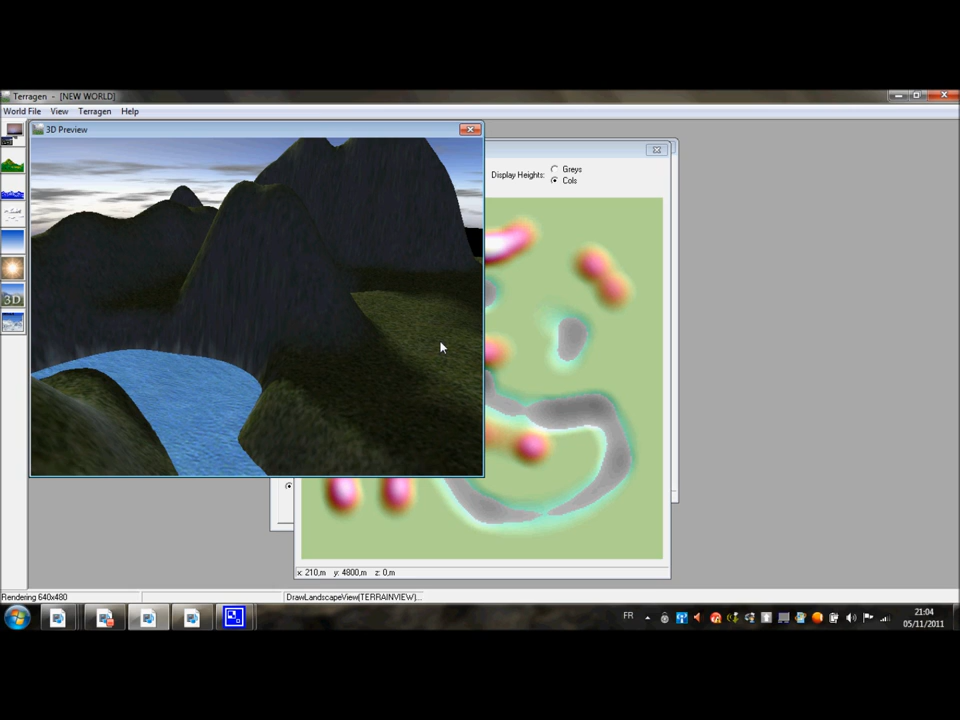 Terragen - [NEW WORLD]
World File View Terragen Help
3D Preview
Display Heights:
Greys
Cols
3D
x: 210,m y: 4800,m z: 0,m
Rendering 640x480
DrawLandscapeView(TERRAINVIEW)...
FR
21:04
05/11/2011